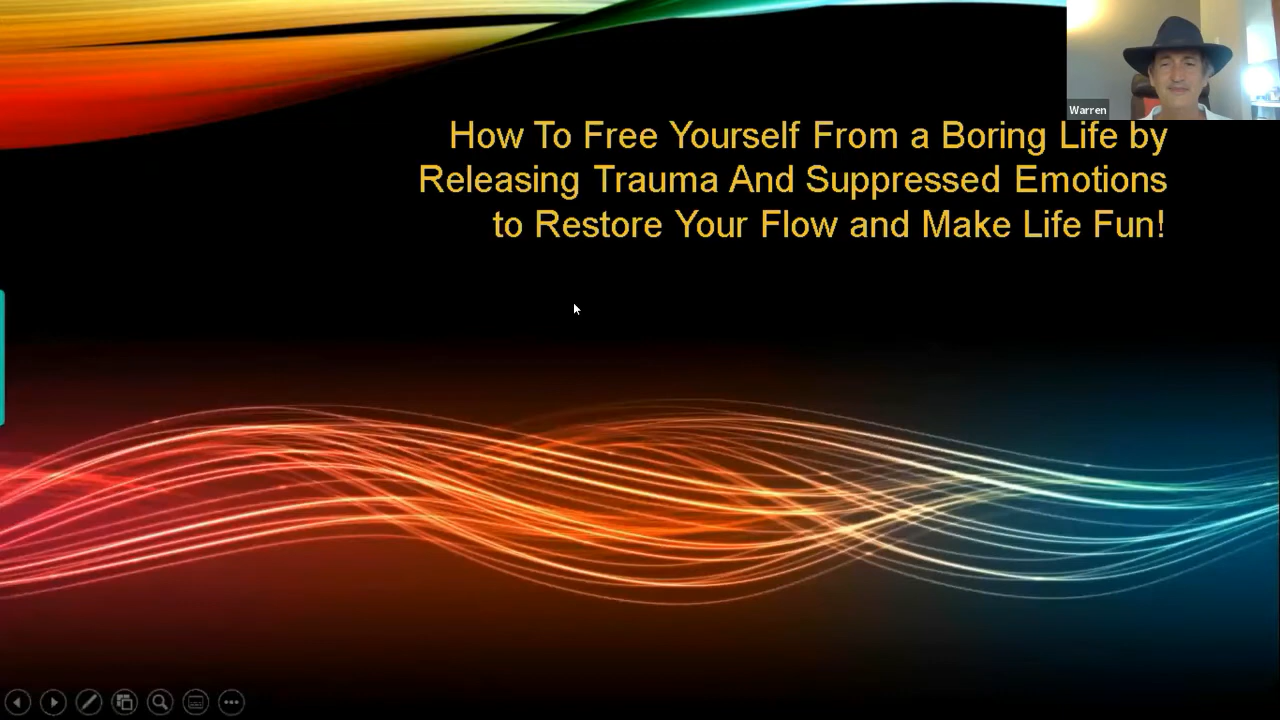 Warren
How To Free Yourself From a Boring Life by
Releasing Trauma And Suppressed Emotions
to Restore Your Flow and Make Life Fun!